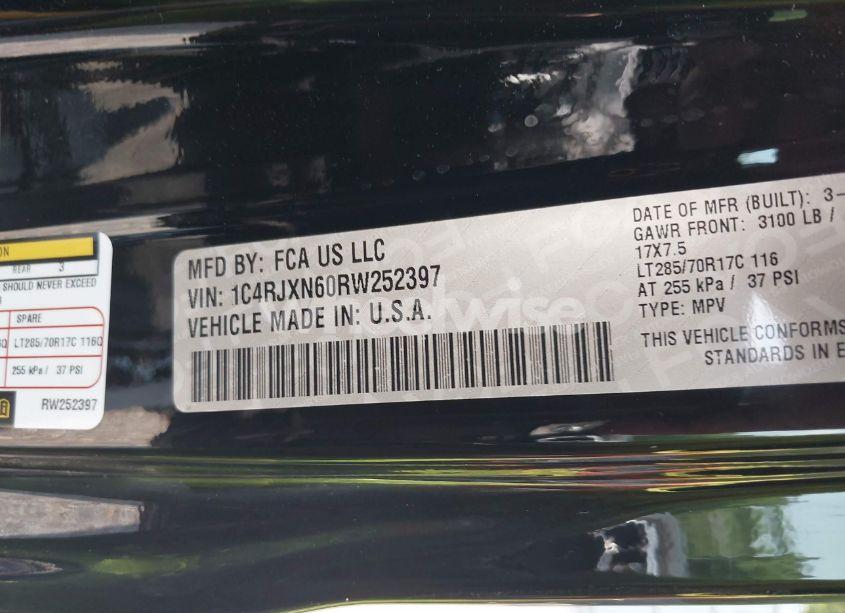 ON
REAR 3
SHOULD NEVER EXCEED
SPARE
LT285/70R17C 116Q
255 kPa / 37 PSI
RW252397
MFD BY: FCA US LLC
VIN: 1C4RJXN60RW252397
VEHICLE MADE IN: U.S.A.
DATE OF MFR (BUILT): 3-
GAWR FRONT: 3100 LB /
17X7.5
LT285/70R17C 116
AT 255 kPa / 37 PSI
TYPE: MPV
THIS VEHICLE CONFORMS
STANDARDS IN E